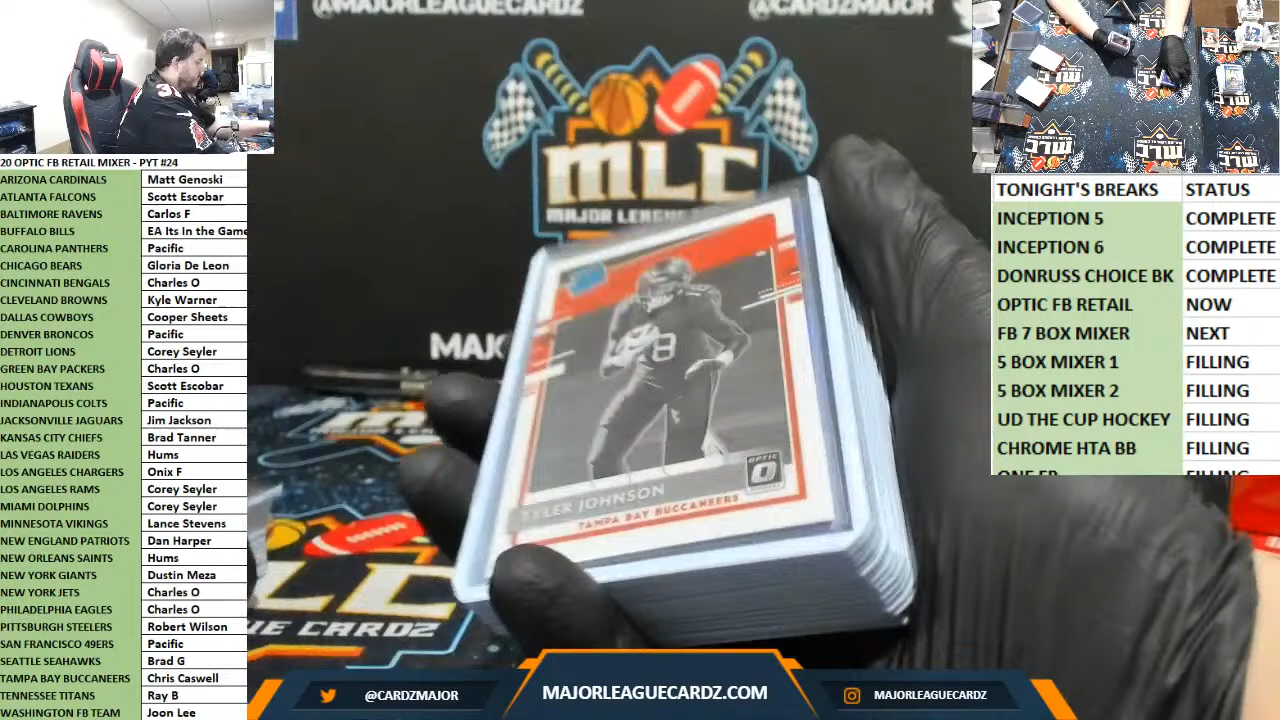 @MAJORLEAGUECARDZ
@CARDZMAJOR
MLC
MAJOR LEAGUE
20 OPTIC FB RETAIL MIXER - PYT #24
ARIZONA CARDINALS Matt Genoski
ATLANTA FALCONS Scott Escobar
BALTIMORE RAVENS Carlos F
BUFFALO BILLS EA Its In the Game
CAROLINA PANTHERS Pacific
CHICAGO BEARS Gloria De Leon
CINCINNATI BENGALS Charles O
CLEVELAND BROWNS Kyle Warner
DALLAS COWBOYS Cooper Sheets
DENVER BRONCOS Pacific
DETROIT LIONS Corey Seyler
GREEN BAY PACKERS Charles O
HOUSTON TEXANS Scott Escobar
INDIANAPOLIS COLTS Pacific
JACKSONVILLE JAGUARS Jim Jackson
KANSAS CITY CHIEFS Brad Tanner
LAS VEGAS RAIDERS Hums
LOS ANGELES CHARGERS Onix F
LOS ANGELES RAMS Corey Seyler
MIAMI DOLPHINS Corey Seyler
MINNESOTA VIKINGS Lance Stevens
NEW ENGLAND PATRIOTS Dan Harper
NEW ORLEANS SAINTS Hums
NEW YORK GIANTS Dustin Meza
NEW YORK JETS Charles O
PHILADELPHIA EAGLES Charles O
PITTSBURGH STEELERS Robert Wilson
SAN FRANCISCO 49ERS Pacific
SEATTLE SEAHAWKS Brad G
TAMPA BAY BUCCANEERS Chris Caswell
TENNESSEE TITANS Ray B
WASHINGTON FB TEAM Joon Lee
TONIGHT'S BREAKS STATUS
INCEPTION 5 COMPLETE
INCEPTION 6 COMPLETE
DONRUSS CHOICE BK COMPLETE
OPTIC FB RETAIL NOW
FB 7 BOX MIXER NEXT
5 BOX MIXER 1 FILLING
5 BOX MIXER 2 FILLING
UD THE CUP HOCKEY FILLING
CHROME HTA BB FILLING
18
OPTIC
TYLER JOHNSON
TAMPA BAY BUCCANEERS
MLC
MLC
MLC
@CARDZMAJOR
MAJORLEAGUECARDZ.COM
MAJORLEAGUECARDZ